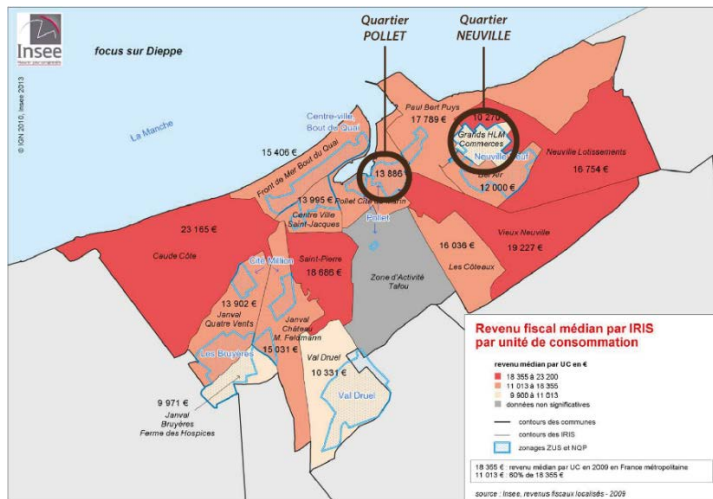 Insee
Mesurer pour comprendre
focus sur Dieppe
Quartier
POLLET
Quartier
NEUVILLE
© IGN 2010, Insee 2013
La Manche
Centre-ville,
Bout de Quai
Paul Bert Puys
17 789 €
10 270
Grands HLM
Commerces
Neuville
Neuville Lotissements
16 754 €
Bel Air
12 000 €
15 406 €
Front de Mer Bout du Quai
13 886
13 995 €
Centre Ville
Saint-Jacques
Pollet Cité
Pollet
23 165 €
Caude Côte
Vieux Neuville
19 227 €
16 036 €
Les Côteaux
Saint-Pierre
18 686 €
Zone d'Activité
Talou
Cité Mellion
13 902 €
Janval
Quatre Vents
Janval
Château
M. Feldmann
15 031 €
Les Bruyères
Val Druel
10 331 €
Val Druel
9 971 €
Janval
Bruyères
Ferme des Hospices
Revenu fiscal médian par IRIS
par unité de consommation
revenu médian par UC en €
18 355 à 23 200
11 013 à 18 355
9 900 à 11 013
données non significatives
contours des communes
contours des IRIS
zonages ZUS et NQP
18 355 € : revenu médian par UC en 2009 en France métropolitaine
11 013 € : 60% de 18 355 €
source : Insee, revenus fiscaux localisés - 2009